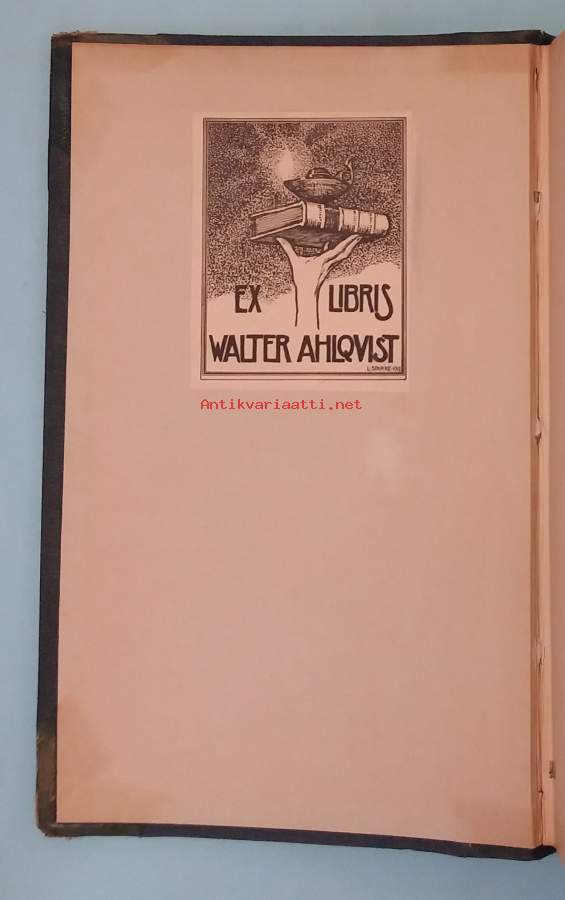 EX LIBRIS
WALTER AHLQVIST
Antikvariaatti.net